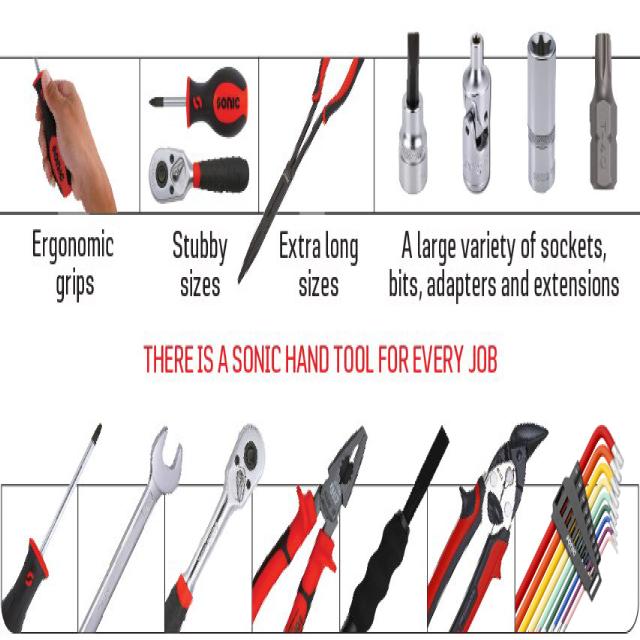 SONIC
SONIC
Ergonomic
grips
Stubby
sizes
Extra long
sizes
A large variety of sockets,
bits, adapters and extensions
THERE IS A SONIC HAND TOOL FOR EVERY JOB